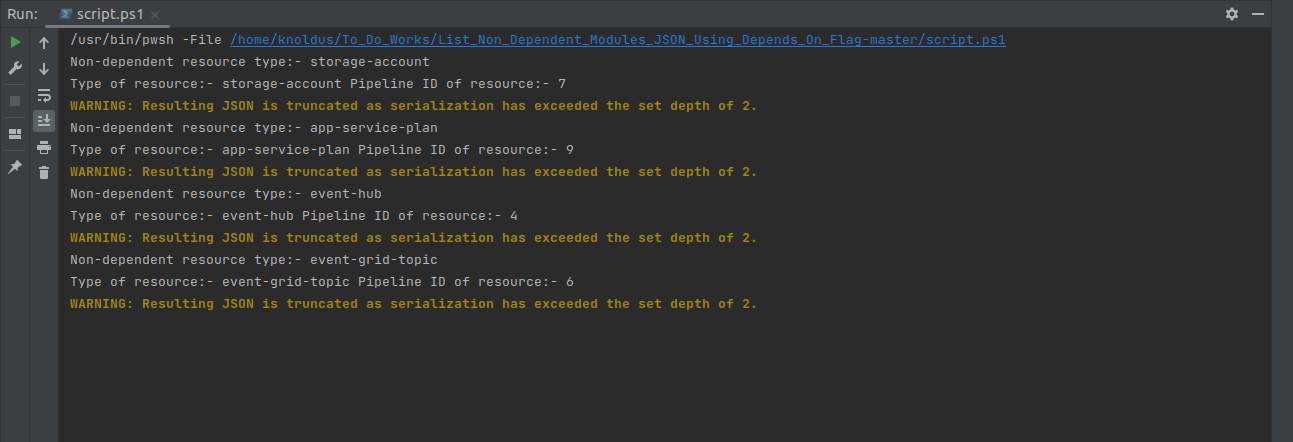 Run: script.ps1
/usr/bin/pwsh -File /home/knoldus/To_Do_Works/List_Non_Dependent_Modules_JSON_Using_Depends_On_Flag-master/script.ps1
Non-dependent resource type:- storage-account
Type of resource:- storage-account Pipeline ID of resource:- 7
WARNING: Resulting JSON is truncated as serialization has exceeded the set depth of 2.
Non-dependent resource type:- app-service-plan
Type of resource:- app-service-plan Pipeline ID of resource:- 9
WARNING: Resulting JSON is truncated as serialization has exceeded the set depth of 2.
Non-dependent resource type:- event-hub
Type of resource:- event-hub Pipeline ID of resource:- 4
WARNING: Resulting JSON is truncated as serialization has exceeded the set depth of 2.
Non-dependent resource type:- event-grid-topic
Type of resource:- event-grid-topic Pipeline ID of resource:- 6
WARNING: Resulting JSON is truncated as serialization has exceeded the set depth of 2.